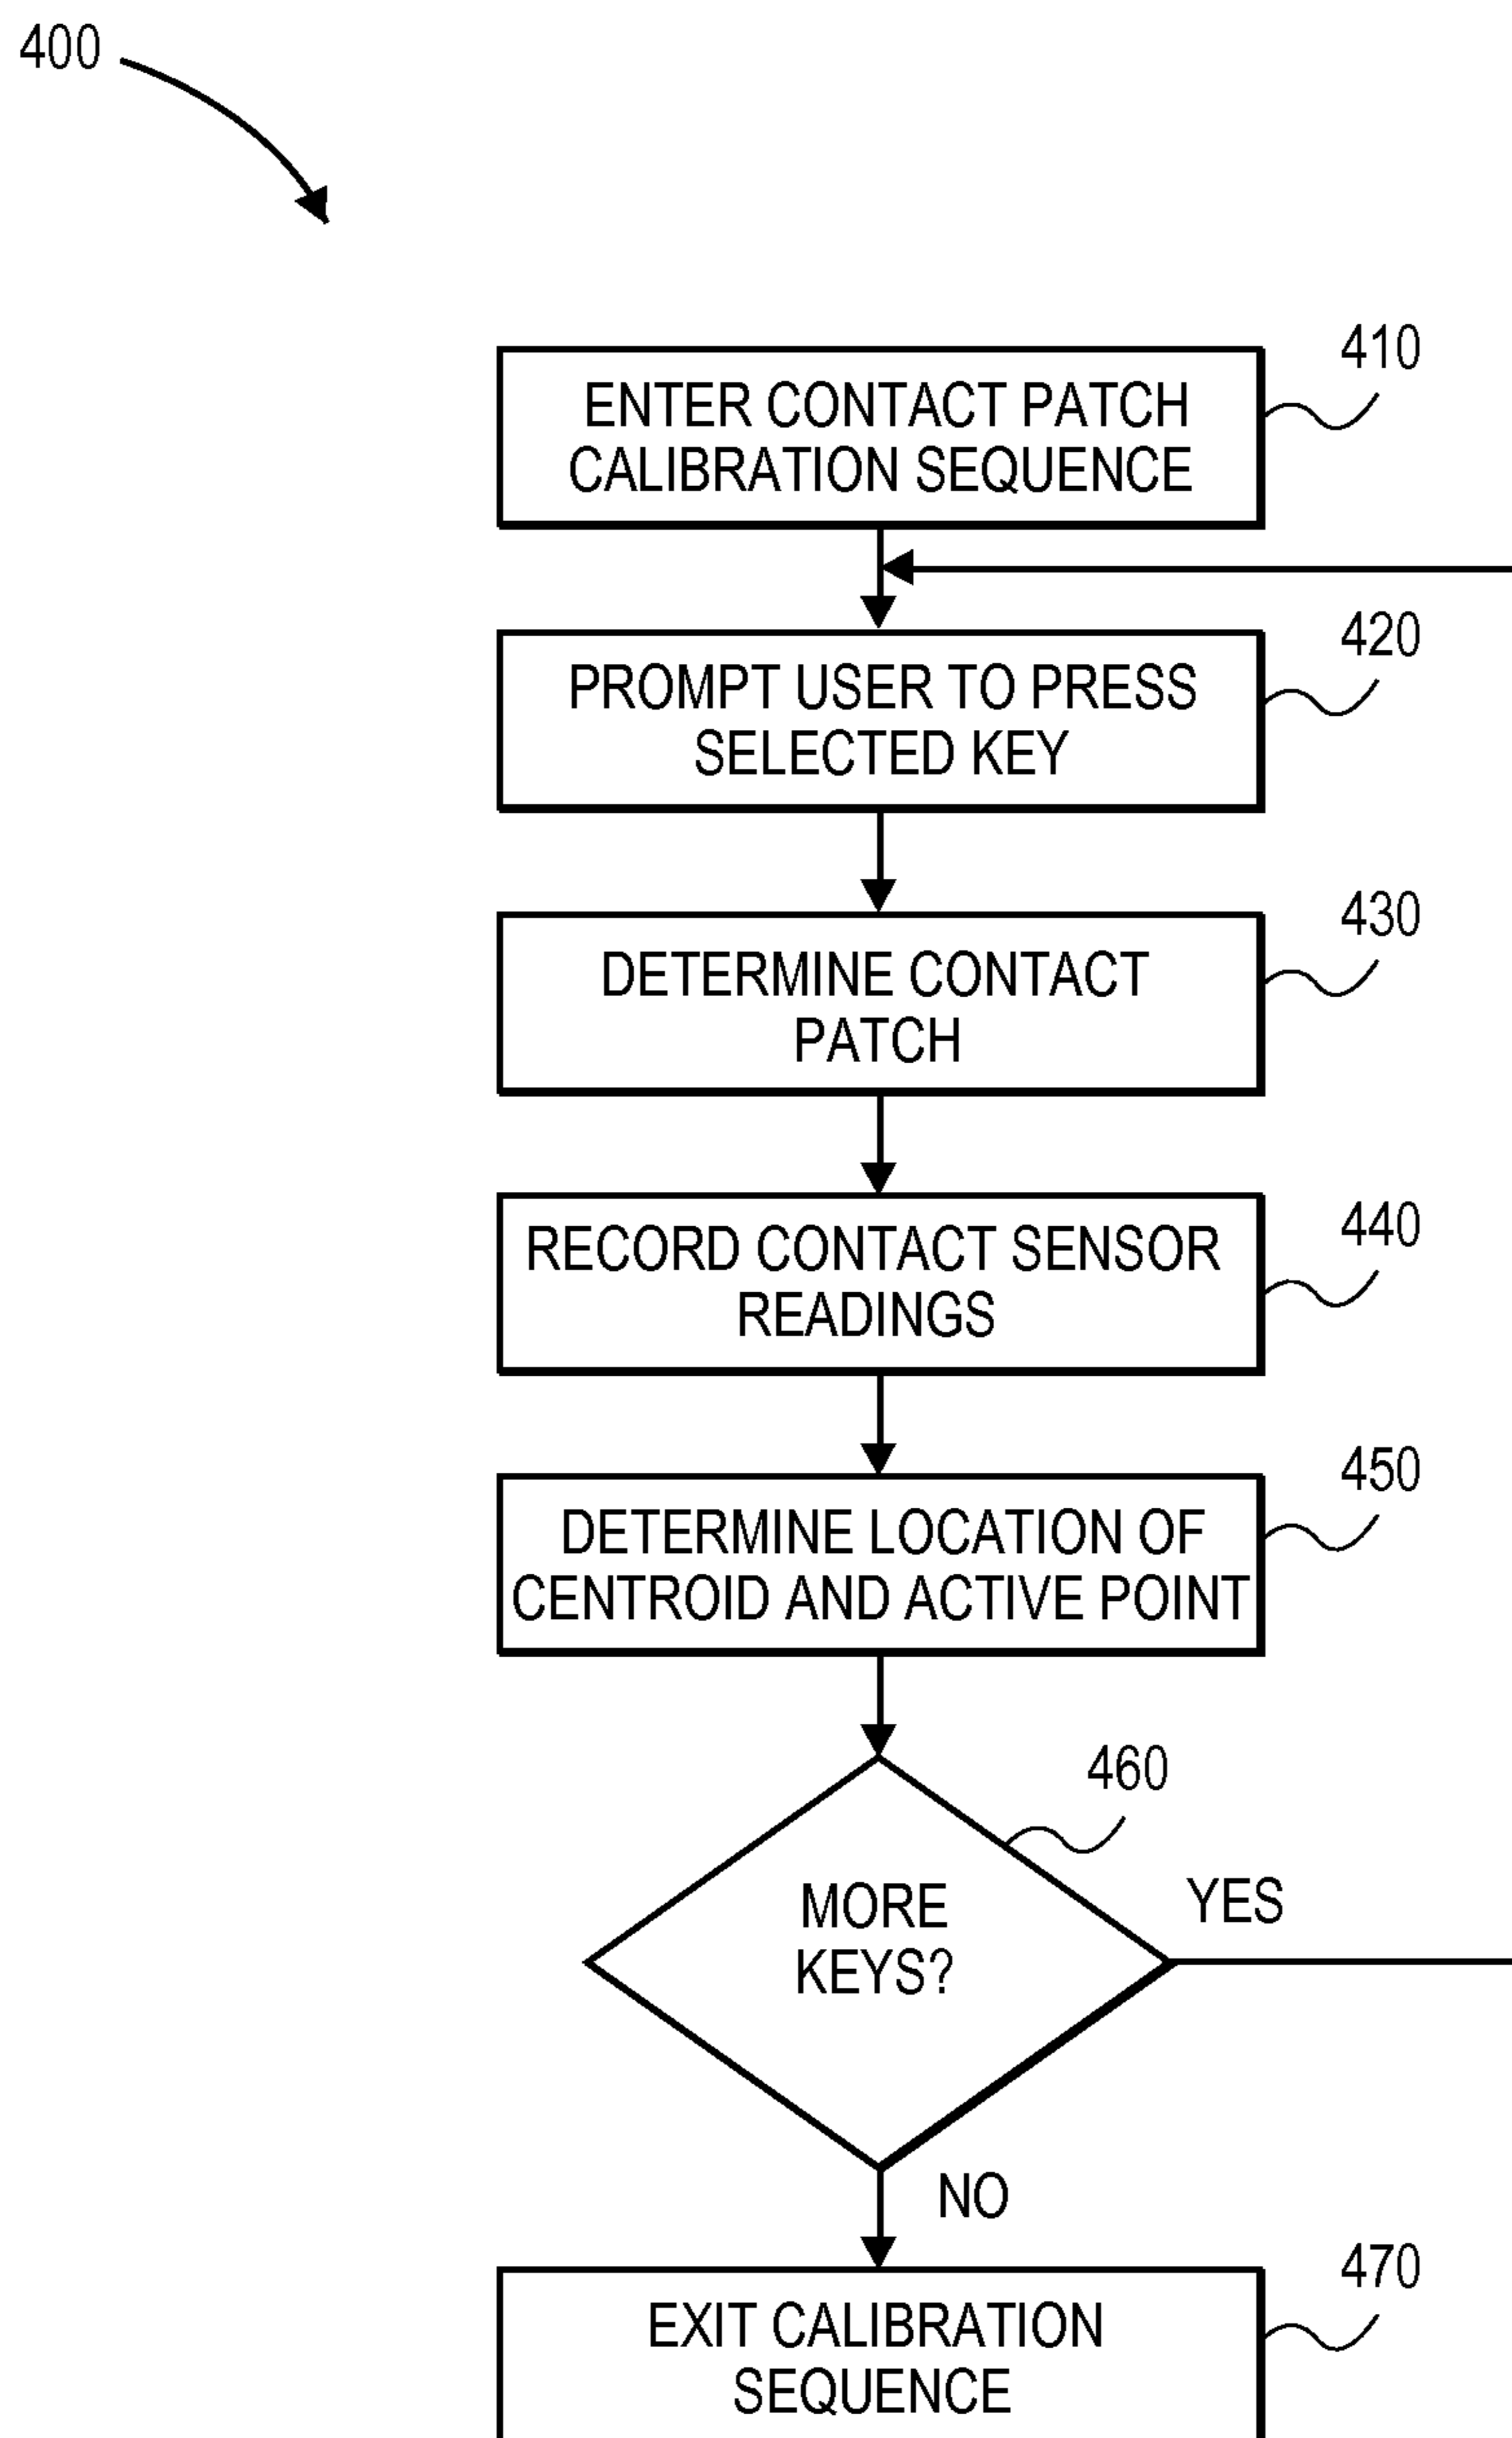 400
410
ENTER CONTACT PATCH
CALIBRATION SEQUENCE
420
PROMPT USER TO PRESS
SELECTED KEY
430
DETERMINE CONTACT
PATCH
440
RECORD CONTACT SENSOR
READINGS
450
DETERMINE LOCATION OF
CENTROID AND ACTIVE POINT
460
MORE
KEYS?
YES
NO
470
EXIT CALIBRATION
SEQUENCE